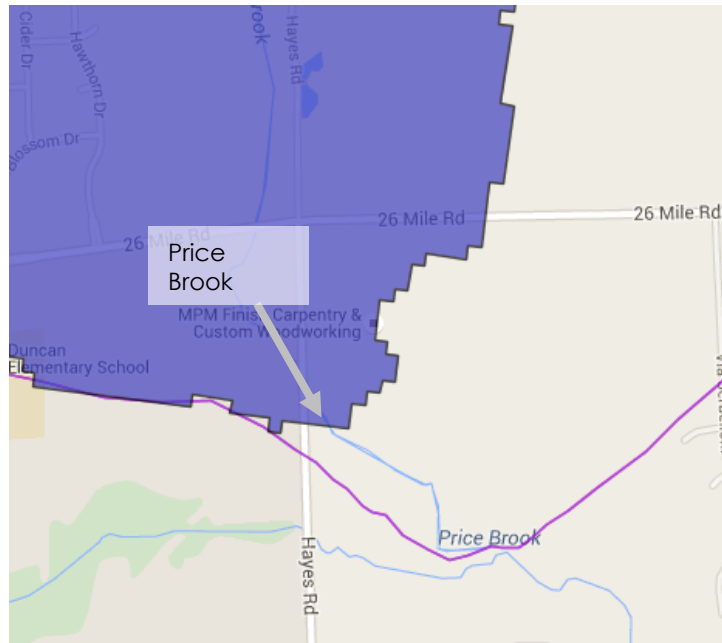 Cider Dr
Hawthorn Dr
Brook
Hayes Rd
Blossom Dr
26 Mile Rd
26 Mile Rd
26 Mile Rd
Price
Brook
MPM Finish Carpentry &
Custom Woodworking
Duncan
Elementary School
Price Brook
Hayes Rd